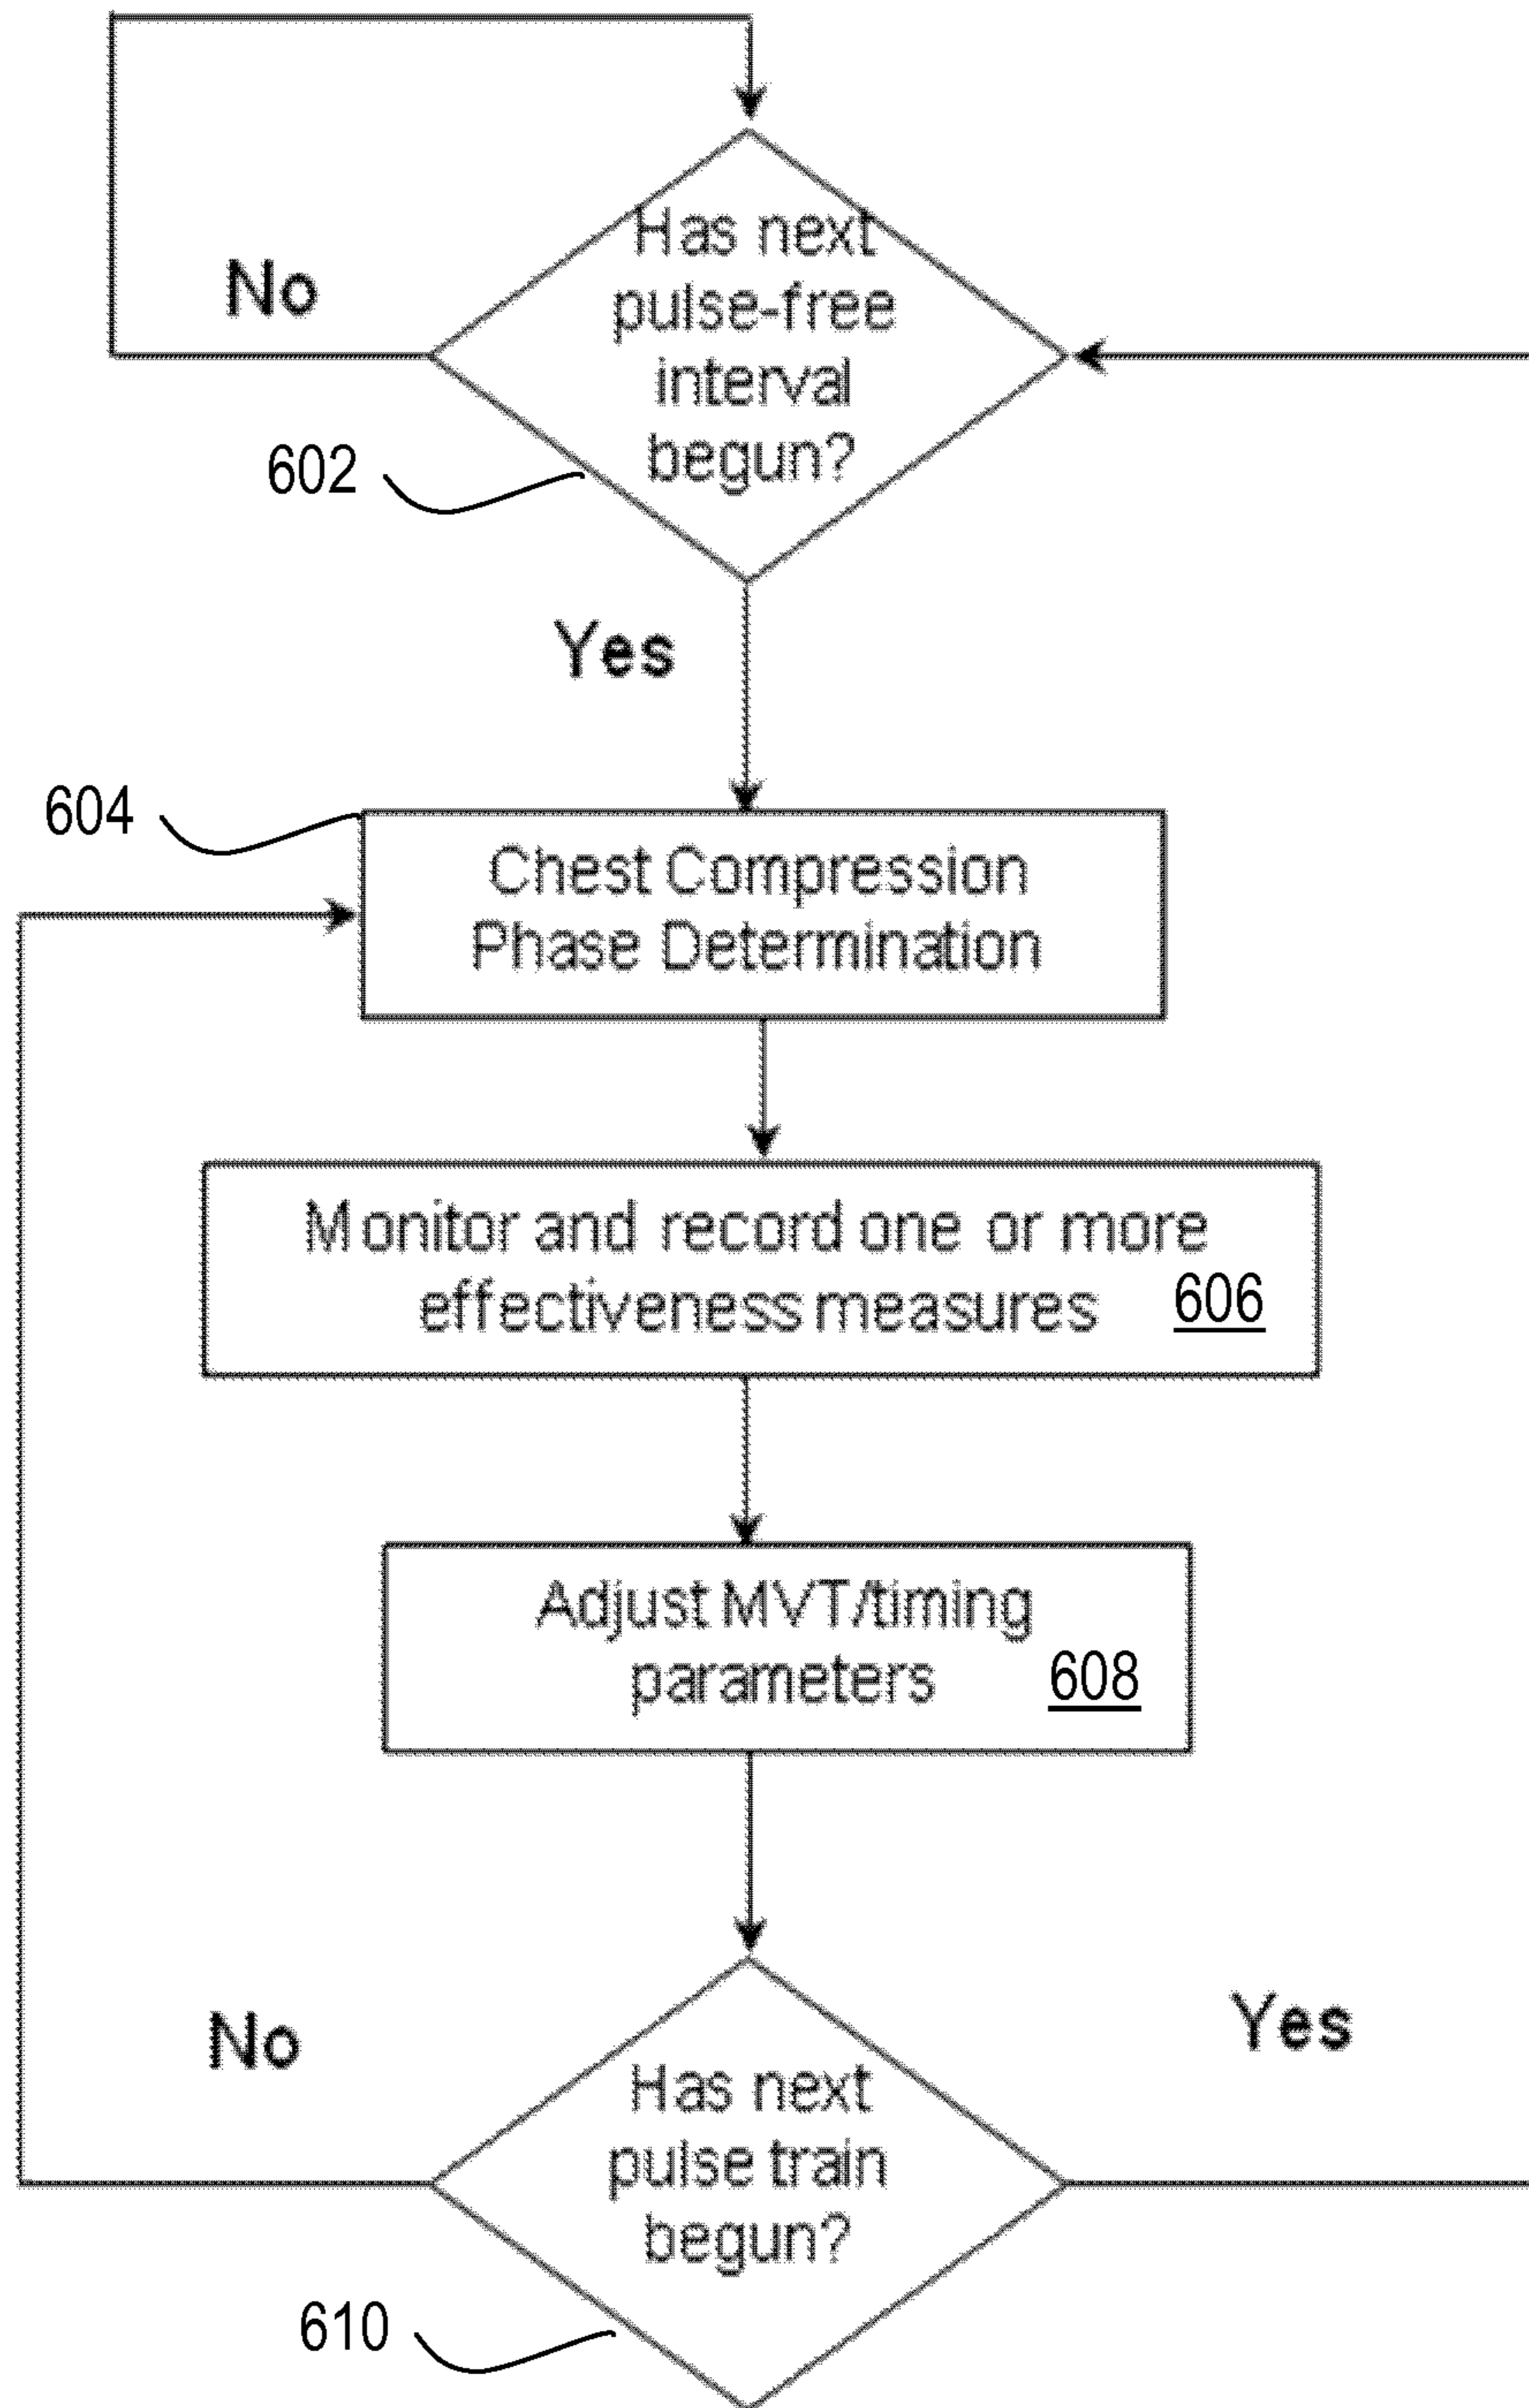 Has next
pulse-free
interval
begun?
No
602
Yes
604
Chest Compression
Phase Determination
Monitor and record one or more
effectiveness measures 606
Adjust MVT/timing
parameters 608
No
Yes
Has next
pulse train
begun?
610